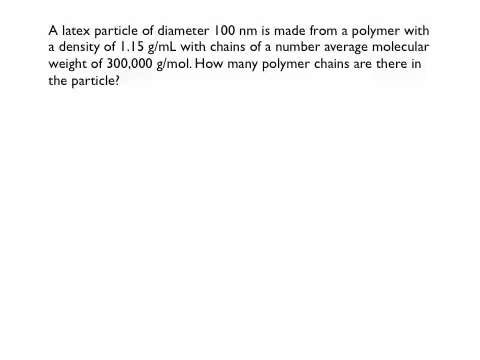 A latex particle of diameter 100 nm is made from a polymer with
a density of 1.15 g/mL with chains of a number average molecular
weight of 300,000 g/mol. How many polymer chains are there in
the particle?